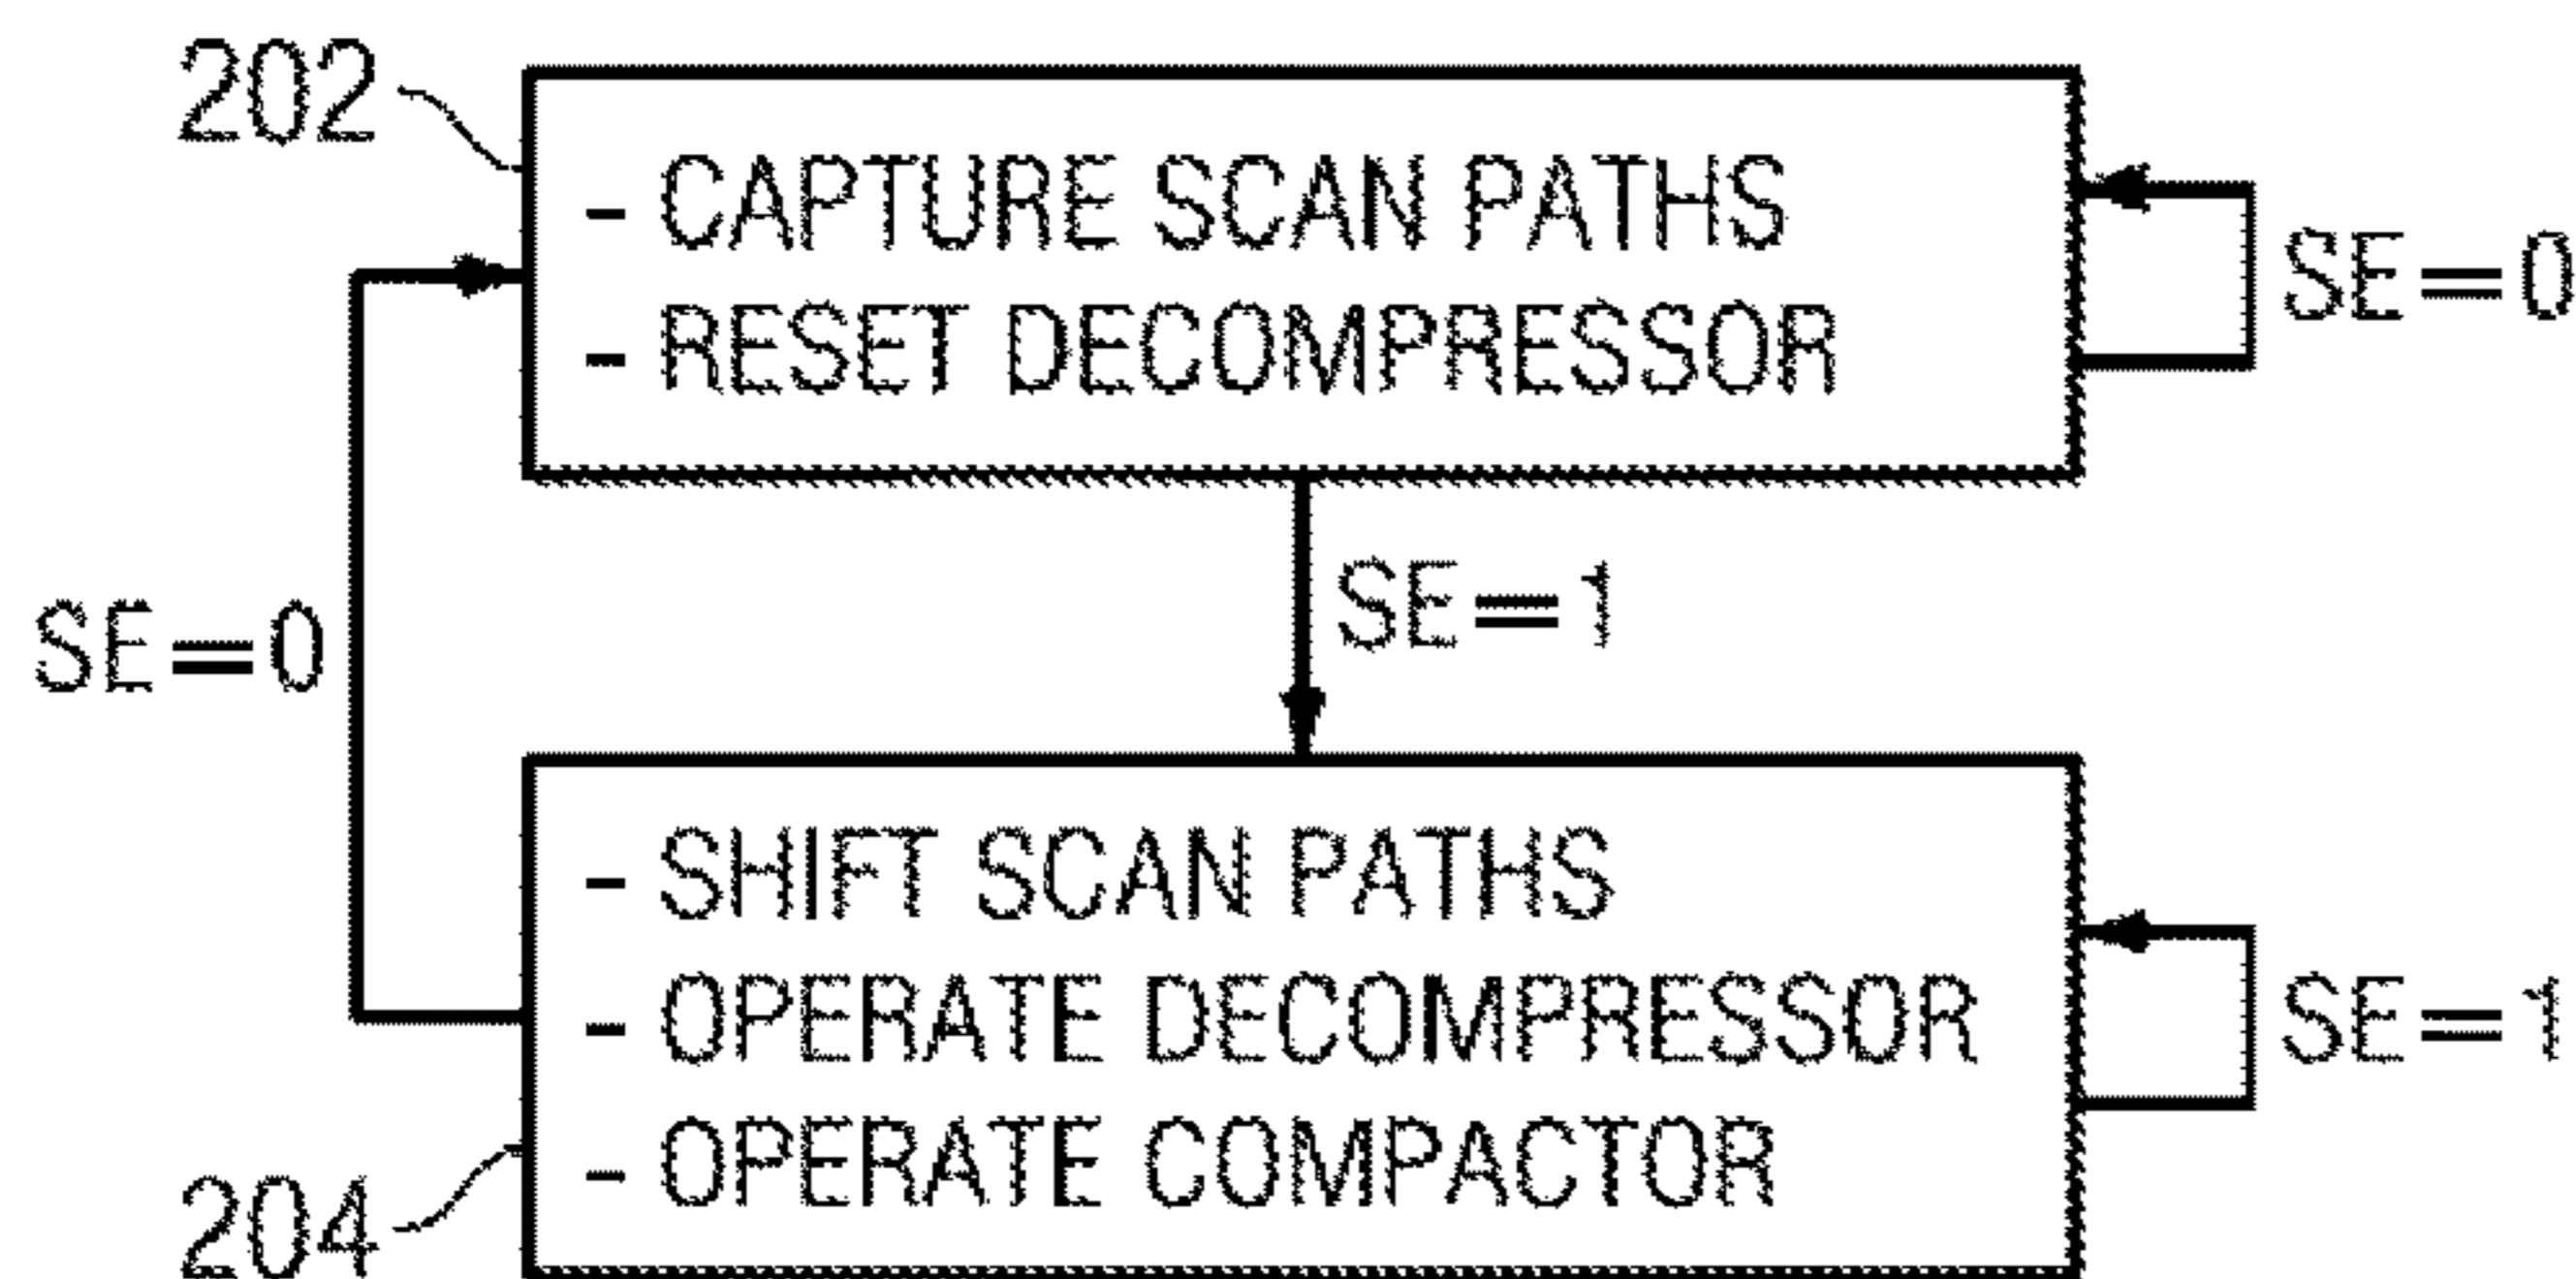 202
- CAPTURE SCAN PATHS
- RESET DECOMPRESSOR
SE=0
SE=0
SE=1
- SHIFT SCAN PATHS
- OPERATE DECOMPRESSOR
- OPERATE COMPACTOR
SE=1
204